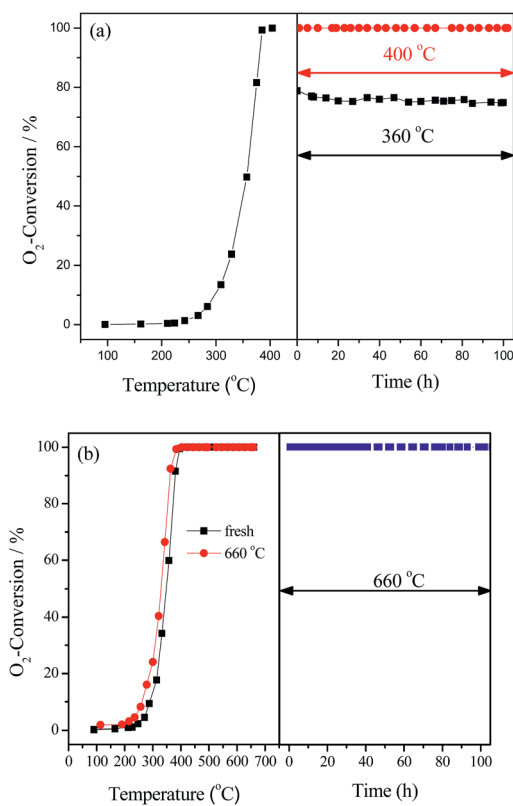 (a)
O2-Conversion / %
100
80
60
40
20
0
400 °C
360 °C
100 200 300 400
0 20 40 60 80 100
Temperature (°C)
Time (h)
(b)
O2-Conversion / %
100
80
60
40
20
0
fresh
660 °C
660 °C
0 100 200 300 400 500 600 700
0 20 40 60 80 100
Temperature (°C)
Time (h)